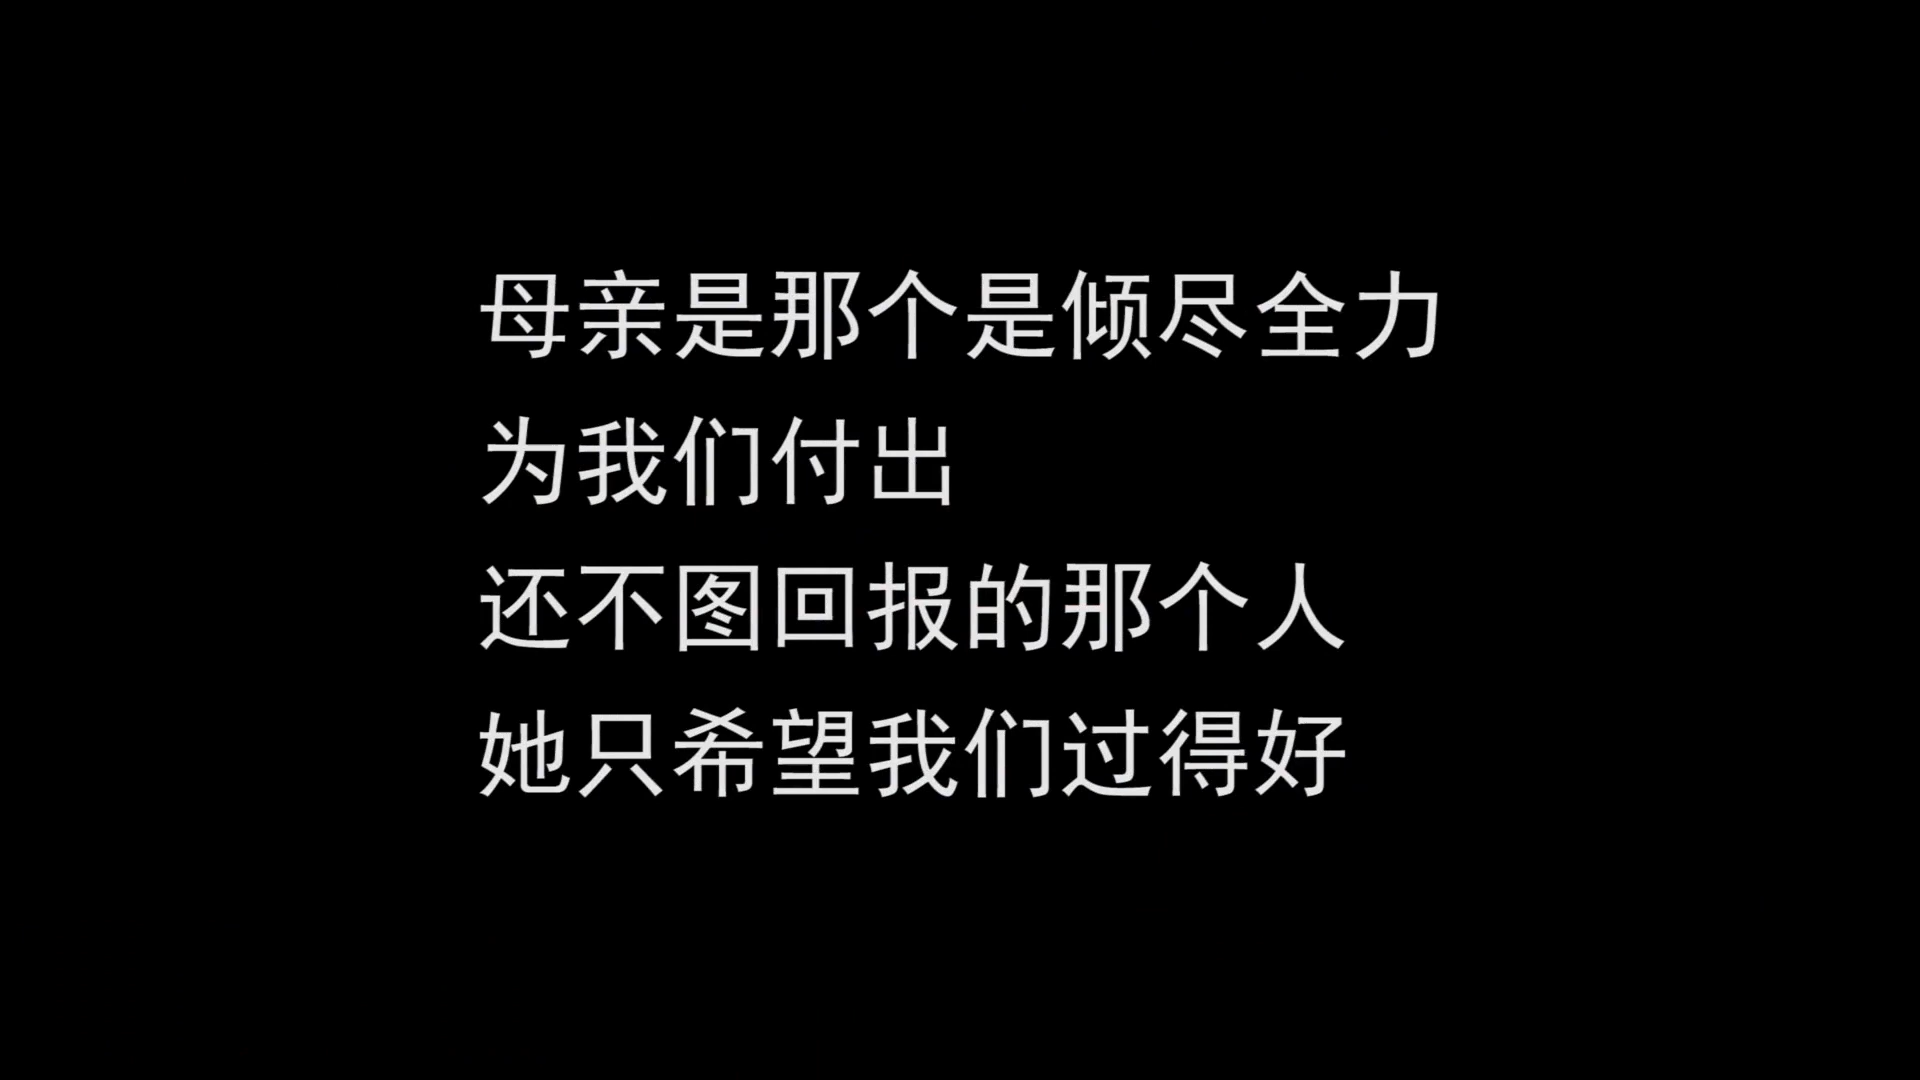 母亲是那个是倾尽全力
为我们付出
还不图回报的那个人
她只希望我们过得好